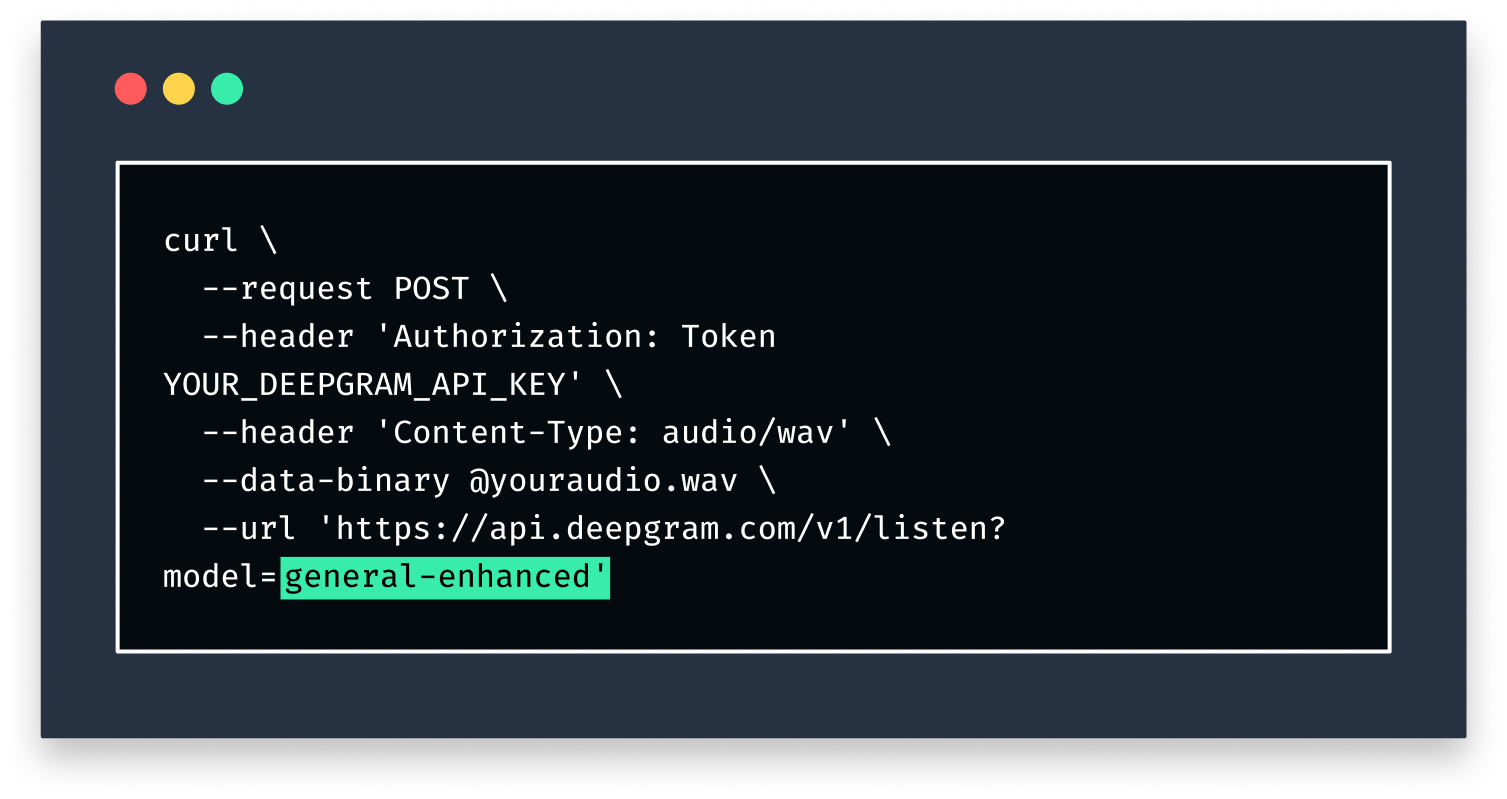 curl \
  --request POST \
  --header 'Authorization: Token
YOUR_DEEPGRAM_API_KEY' \
  --header 'Content-Type: audio/wav' \
  --data-binary @youraudio.wav \
  --url 'https://api.deepgram.com/v1/listen?
model=general-enhanced'